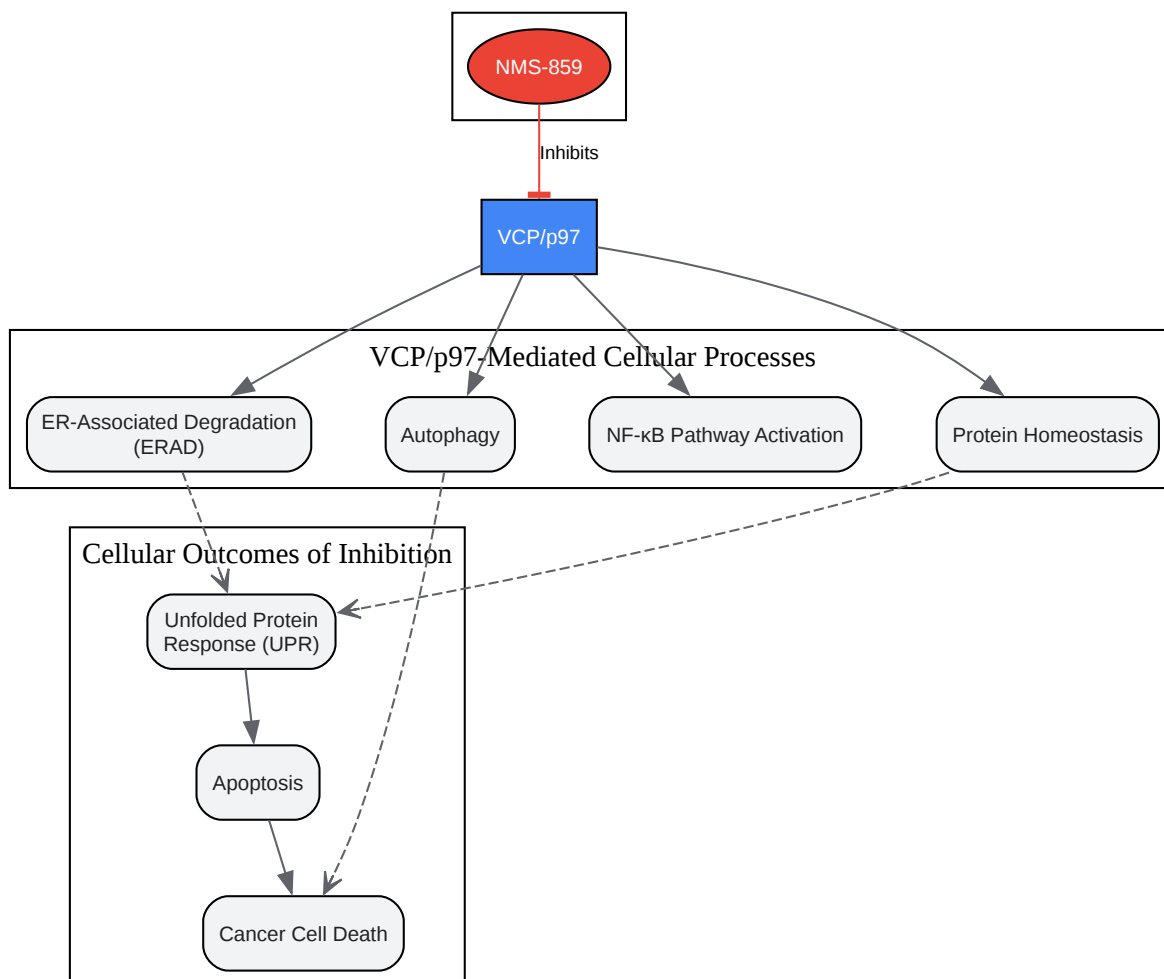 NMS-859
Inhibits
VCP/p97
VCP/p97-Mediated Cellular Processes
ER-Associated Degradation
(ERAD)
Autophagy
NF-κB Pathway Activation
Protein Homeostasis
Cellular Outcomes of Inhibition
Unfolded Protein
Response (UPR)
Apoptosis
Cancer Cell Death